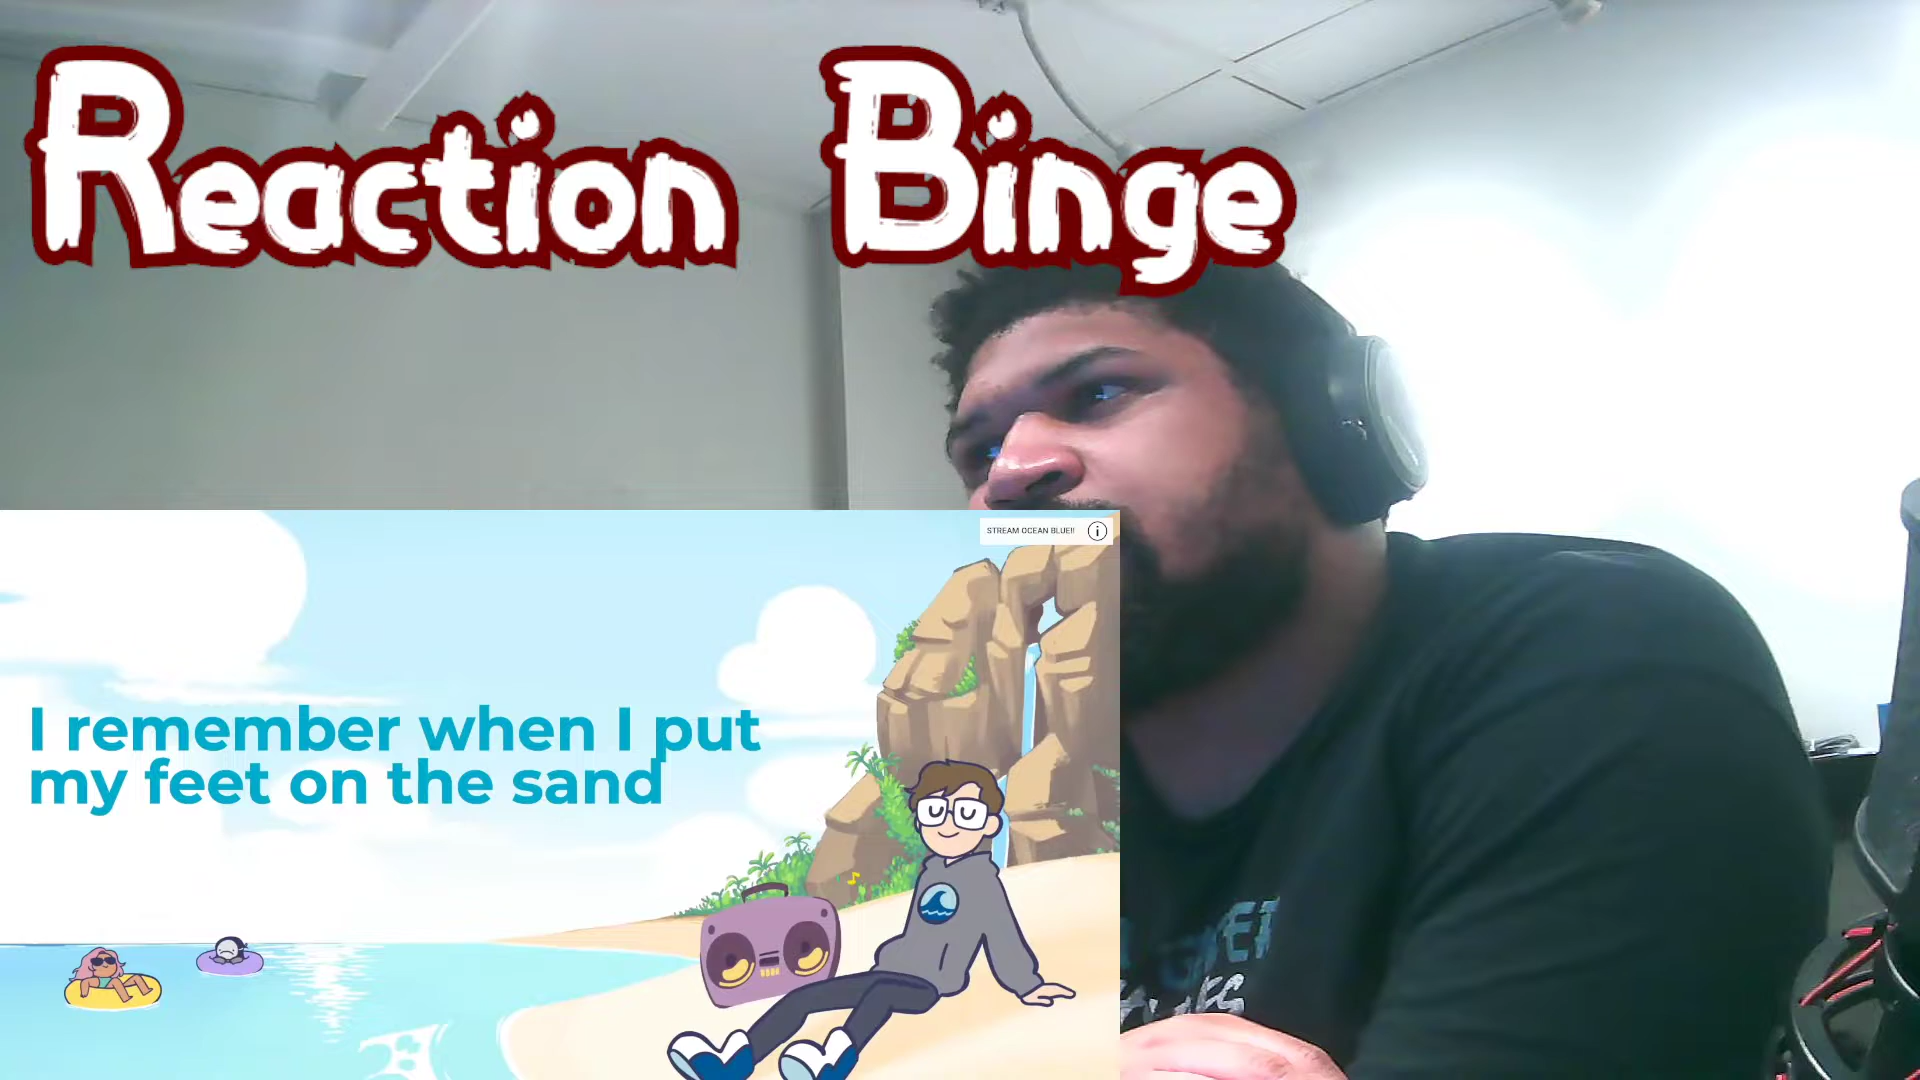 Reaction Binge
STREAM OCEAN BLUE!!
I remember when I put
my feet on the sand